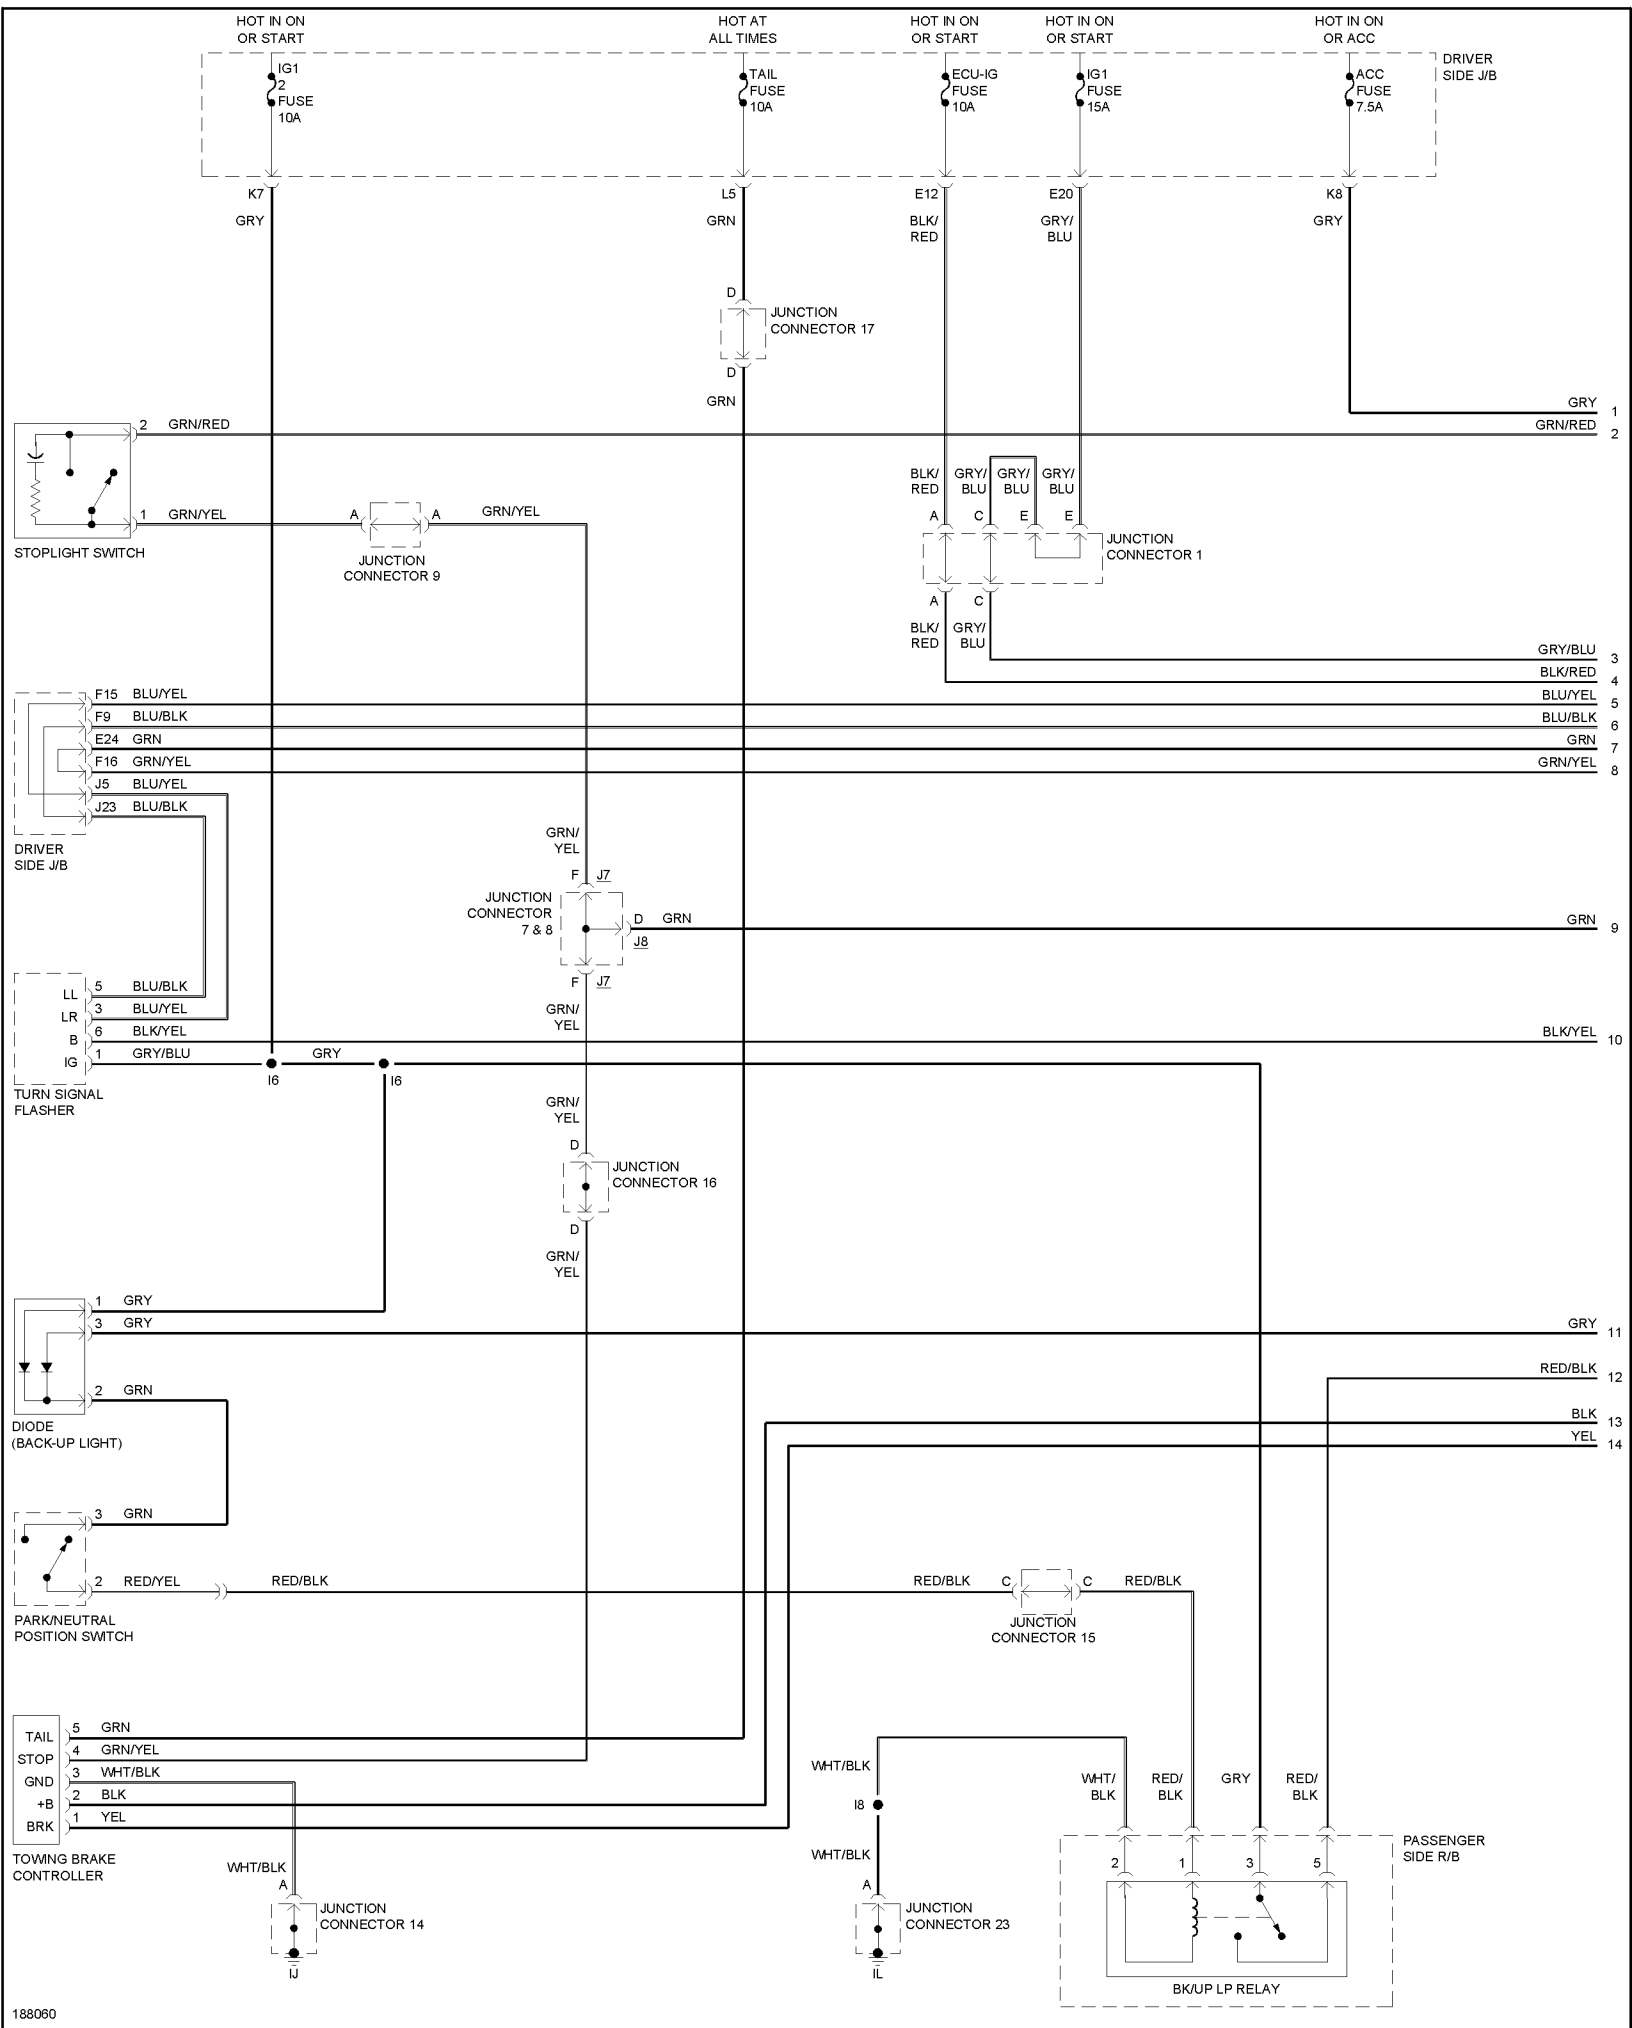 HOT IN ON
OR START
HOT AT
ALL TIMES
HOT IN ON
OR START
HOT IN ON
OR START
HOT IN ON
OR ACC
DRIVER
SIDE J/B
IG1
2
FUSE
10A
TAIL
FUSE
10A
ECU-IG
FUSE
10A
IG1
FUSE
15A
ACC
FUSE
7.5A
K7
L5
E12
E20
K8
GRY
GRN
BLK/
RED
GRY/
BLU
GRY
D
JUNCTION
CONNECTOR 17
D
GRN
GRY
1
2
GRN/RED
GRN/RED
2
BLK/
RED
GRY/
BLU
GRY/
BLU
GRY/
BLU
1
GRN/YEL
A
A
GRN/YEL
A
C
E
E
STOPLIGHT SWITCH
JUNCTION
CONNECTOR 9
JUNCTION
CONNECTOR 1
A
C
BLK/
RED
GRY/
BLU
GRY/BLU
3
BLK/RED
4
F15
BLU/YEL
BLU/YEL
5
F9
BLU/BLK
BLU/BLK
6
E24
GRN
GRN
7
F16
GRN/YEL
GRN/YEL
8
J5
BLU/YEL
J23
BLU/BLK
DRIVER
SIDE J/B
GRN/
YEL
F
J7
JUNCTION
CONNECTOR
7 & 8
D
GRN
J8
GRN
9
F
J7
GRN/
YEL
LL
5
BLU/BLK
LR
3
BLU/YEL
B
6
BLK/YEL
BLK/YEL
10
IG
1
GRY/BLU
GRY
I6
I6
TURN SIGNAL
FLASHER
GRN/
YEL
D
JUNCTION
CONNECTOR 16
D
GRN/
YEL
1
GRY
3
GRY
GRY
11
RED/BLK
12
2
GRN
DIODE
(BACK-UP LIGHT)
BLK
13
YEL
14
3
GRN
2
RED/YEL
RED/BLK
RED/BLK
C
C
RED/BLK
PARK/NEUTRAL
POSITION SWITCH
JUNCTION
CONNECTOR 15
TAIL
5
GRN
STOP
4
GRN/YEL
GND
3
WHT/BLK
+B
2
BLK
BRK
1
YEL
TOWING BRAKE
CONTROLLER
WHT/BLK
WHT/
BLK
RED/
BLK
GRY
RED/
BLK
I8
WHT/BLK
WHT/BLK
A
A
JUNCTION
CONNECTOR 14
JUNCTION
CONNECTOR 23
PASSENGER
SIDE R/B
2
1
3
5
IJ
IL
BK/UP LP RELAY
188060